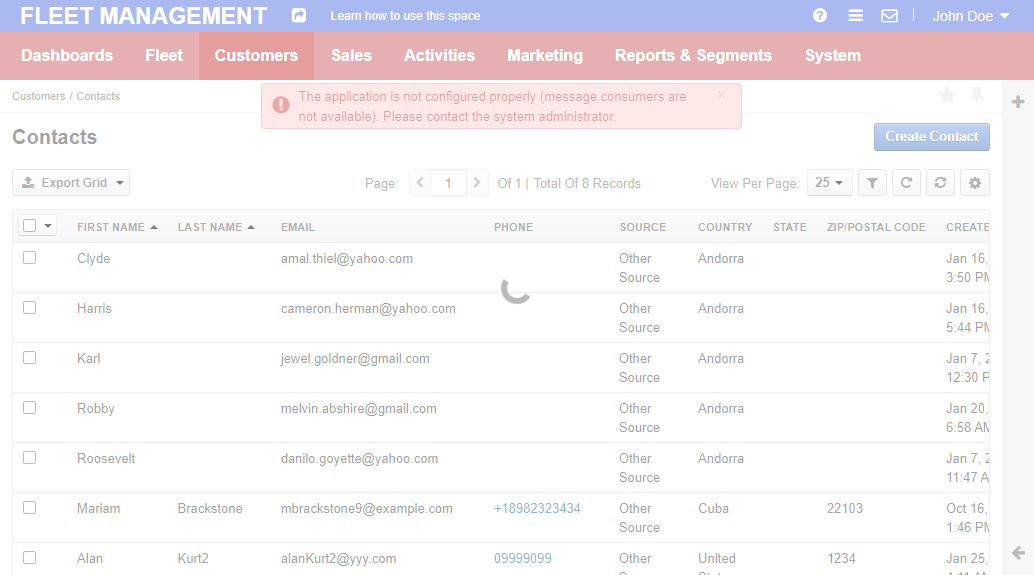 FLEET MANAGEMENT Learn how to use this space John Doe
Dashboards Fleet Customers Sales Activities Marketing Reports & Segments System
Customers / Contacts
The application is not configured properly (message consumers are
not available). Please contact the system administrator.
Contacts
Create Contact
Export Grid Page: 1 Of 1 | Total Of 8 Records View Per Page: 25
FIRST NAME LAST NAME EMAIL PHONE SOURCE COUNTRY STATE ZIP/POSTAL CODE CREATE
Clyde amal.thiel@yahoo.com Other Andorra Jan 16,
Source 3:50 PM
Harris cameron.herman@yahoo.com Other Andorra Jan 16,
Source 5:44 PM
Karl jewel.goldner@gmail.com Other Andorra Jan 7, 2
Source 12:30 P
Robby melvin.abshire@gmail.com Other Andorra Jan 20,
Source 6:58 AM
Roosevelt danilo.goyette@yahoo.com Other Andorra Jan 7, 2
Source 11:47 A
Mariam Brackstone mbrackstone9@example.com +18982323434 Other Cuba 22103 Oct 16,
Source 1:46 PM
Alan Kurt2 alanKurt2@yyy.com 09999099 Other United 1234 Jan 25,